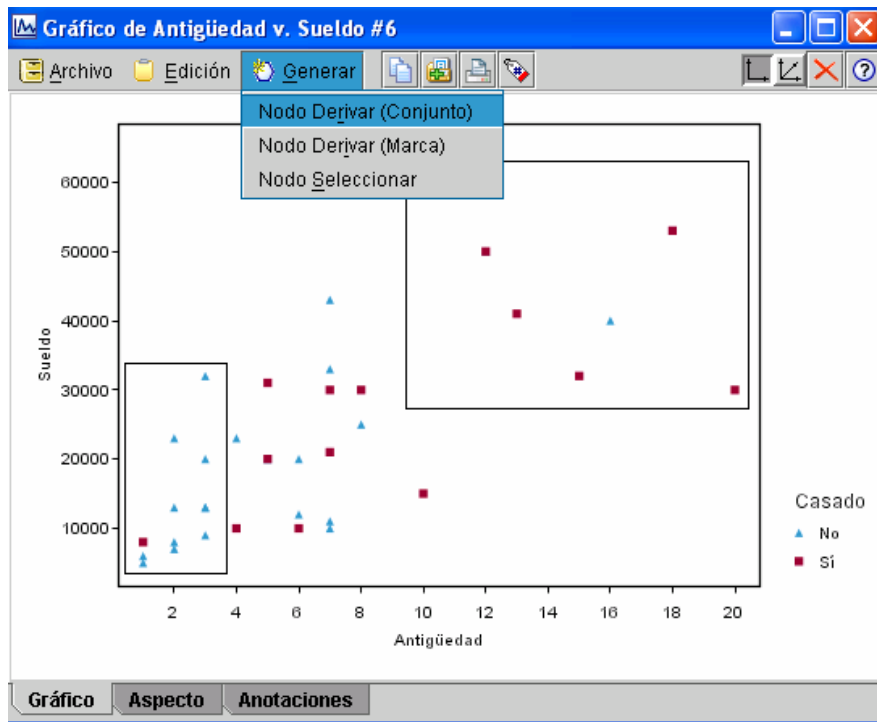 Gráfico de Antigüedad v. Sueldo #6
Archivo Edición Generar
Nodo Derivar (Conjunto)
Nodo Derivar (Marca)
Nodo Seleccionar
60000
50000
40000
30000
20000
10000
Sueldo
2 4 6 8 10 12 14 16 18 20
Antigüedad
Casado
No
Sí
Gráfico Aspecto Anotaciones